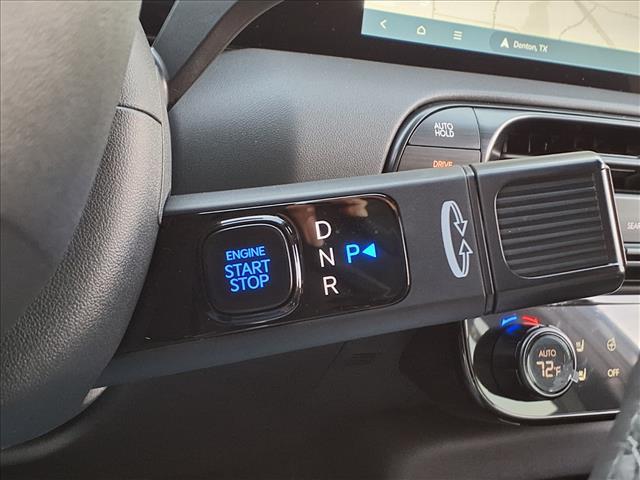 Denton, TX
AUTO
HOLD
DRIVE
ENGINE
START
STOP
D
N
R
P
AUTO
72°F
OFF